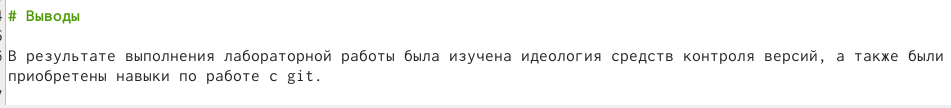 # Выводы
В результате выполнения лабораторной работы была изучена идеология средств контроля версий, а также были
приобретены навыки по работе с git.